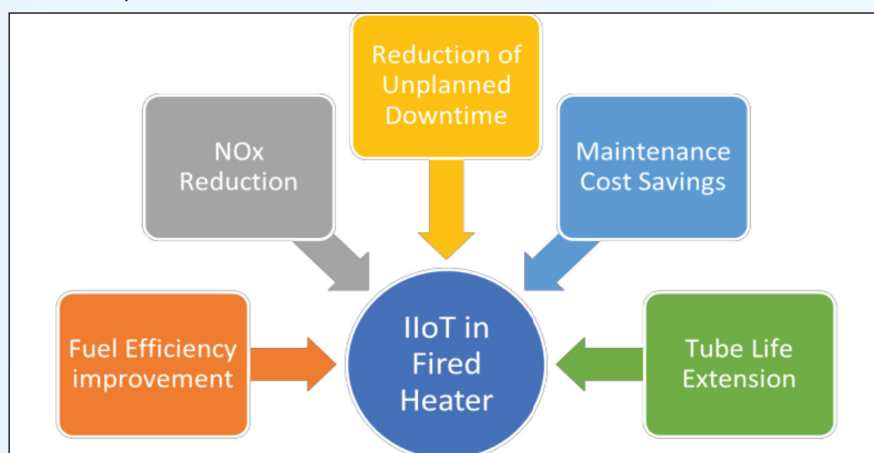 Reduction of
Unplanned
Downtime
NOx
Reduction
Maintenance
Cost Savings
Fuel Efficiency
improvement
IIoT in
Fired
Heater
Tube Life
Extension